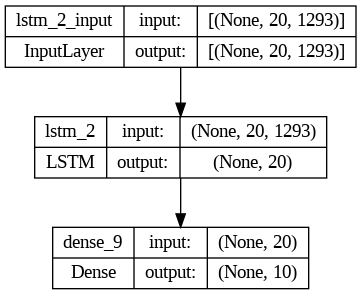 lstm_2_input input: [(None, 20, 1293)]
InputLayer output: [(None, 20, 1293)]
lstm_2 input: (None, 20, 1293)
LSTM output: (None, 20)
dense_9 input: (None, 20)
Dense output: (None, 10)